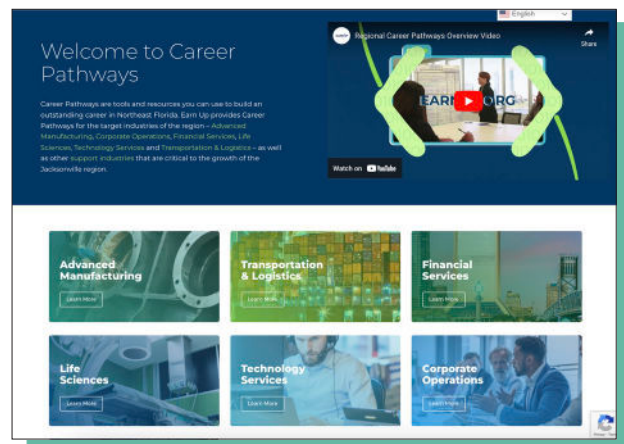 English
Welcome to Career
Pathways
Career Pathways are tools and resources you can use to build an
outstanding career in Northeast Florida. Earn Up provides Career
Pathways for the target industries of the region – Advanced
Manufacturing, Corporate Operations, Financial Services, Life
Sciences, Technology Services and Transportation & Logistics – as well
as other support industries that are critical to the growth of the
Jacksonville region.
Regional Career Pathways Overview Video
Share
EARN
ORG
Watch on YouTube
Advanced
Manufacturing
Learn More
Transportation
& Logistics
Learn More
Financial
Services
Learn More
Life
Sciences
Learn More
Technology
Services
Learn More
Corporate
Operations
Learn More